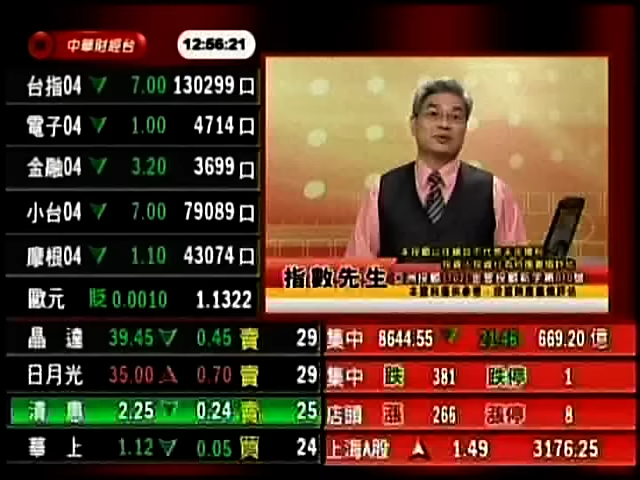 中華財經台 12:56:21
台指04 ▼ 7.00 130299口
電子04 ▼ 1.00 4714口
金融04 ▼ 3.20 3699口
小台04 ▼ 7.00 79089口
摩根04 ▼ 1.10 43074口
歐元 貶 0.0010 1.1322
指數先生
晶達 39.45 ▽ 0.45 賣 29
日月光 35.00 △ 0.70 賣 29
清惠 2.25 ▽ 0.24 賣 25
華上 1.12 ▽ 0.05 買 24
集中 8644.55 ▼ 21.46 669.20億
集中 跌 381 跌停 1
店頭 漲 266 漲停 8
上海A股 ▲ 1.49 3176.25